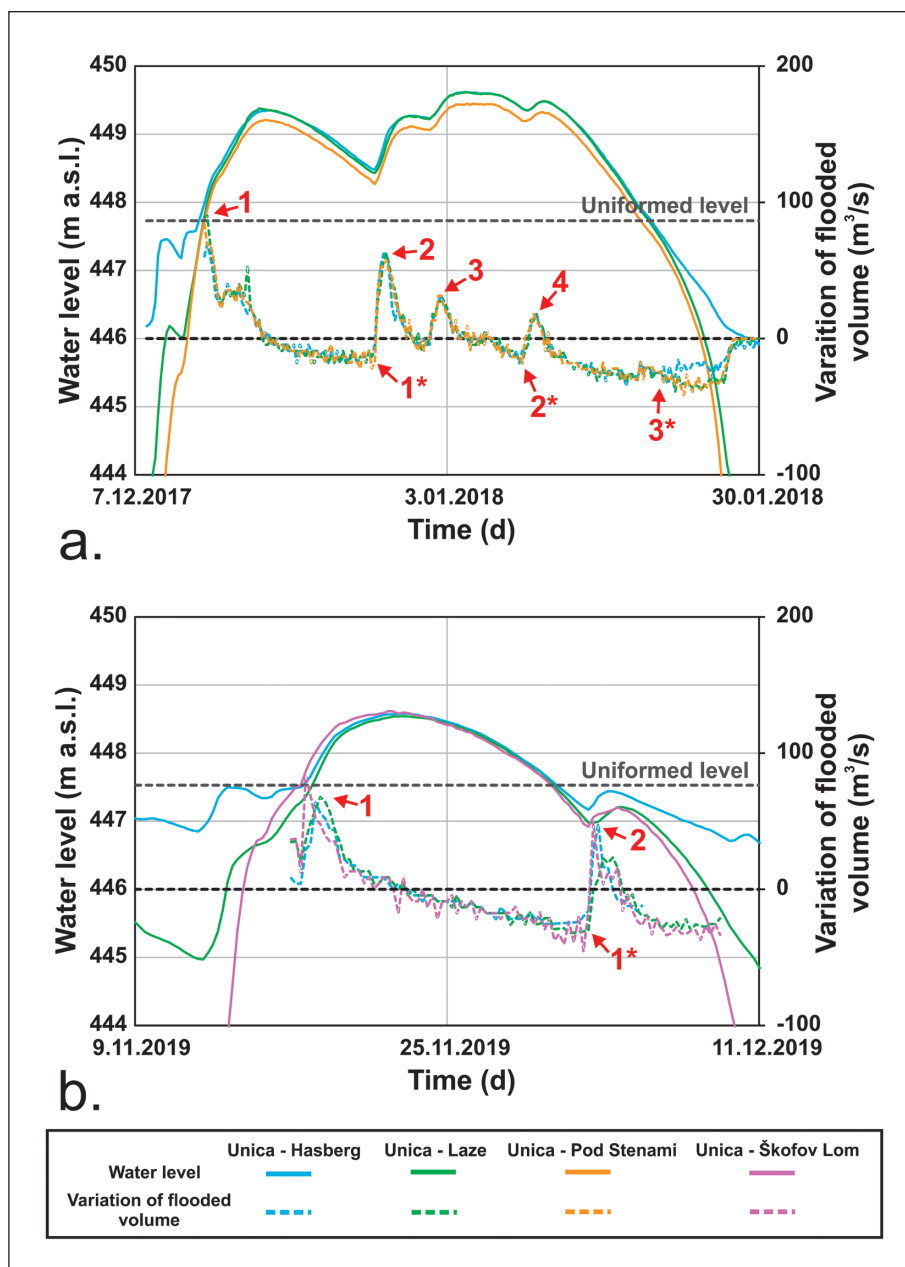 450
449
448
447
446
445
444
Water level (m a.s.l.)
200
100
0
-100
Varaition of flooded
volume (m³/s)
Uniformed level
1
2
3
4
1*
2*
3*
7.12.2017
3.01.2018
30.01.2018
Time (d)
a.
450
449
448
447
446
445
444
Water level (m a.s.l.)
200
100
0
-100
Varaition of flooded
volume (m³/s)
Uniformed level
1
2
1*
9.11.2019
25.11.2019
11.12.2019
Time (d)
b.
Unica - Hasberg Unica - Laze Unica - Pod Stenami Unica - Škofov Lom
Water level
Variation of flooded
volume